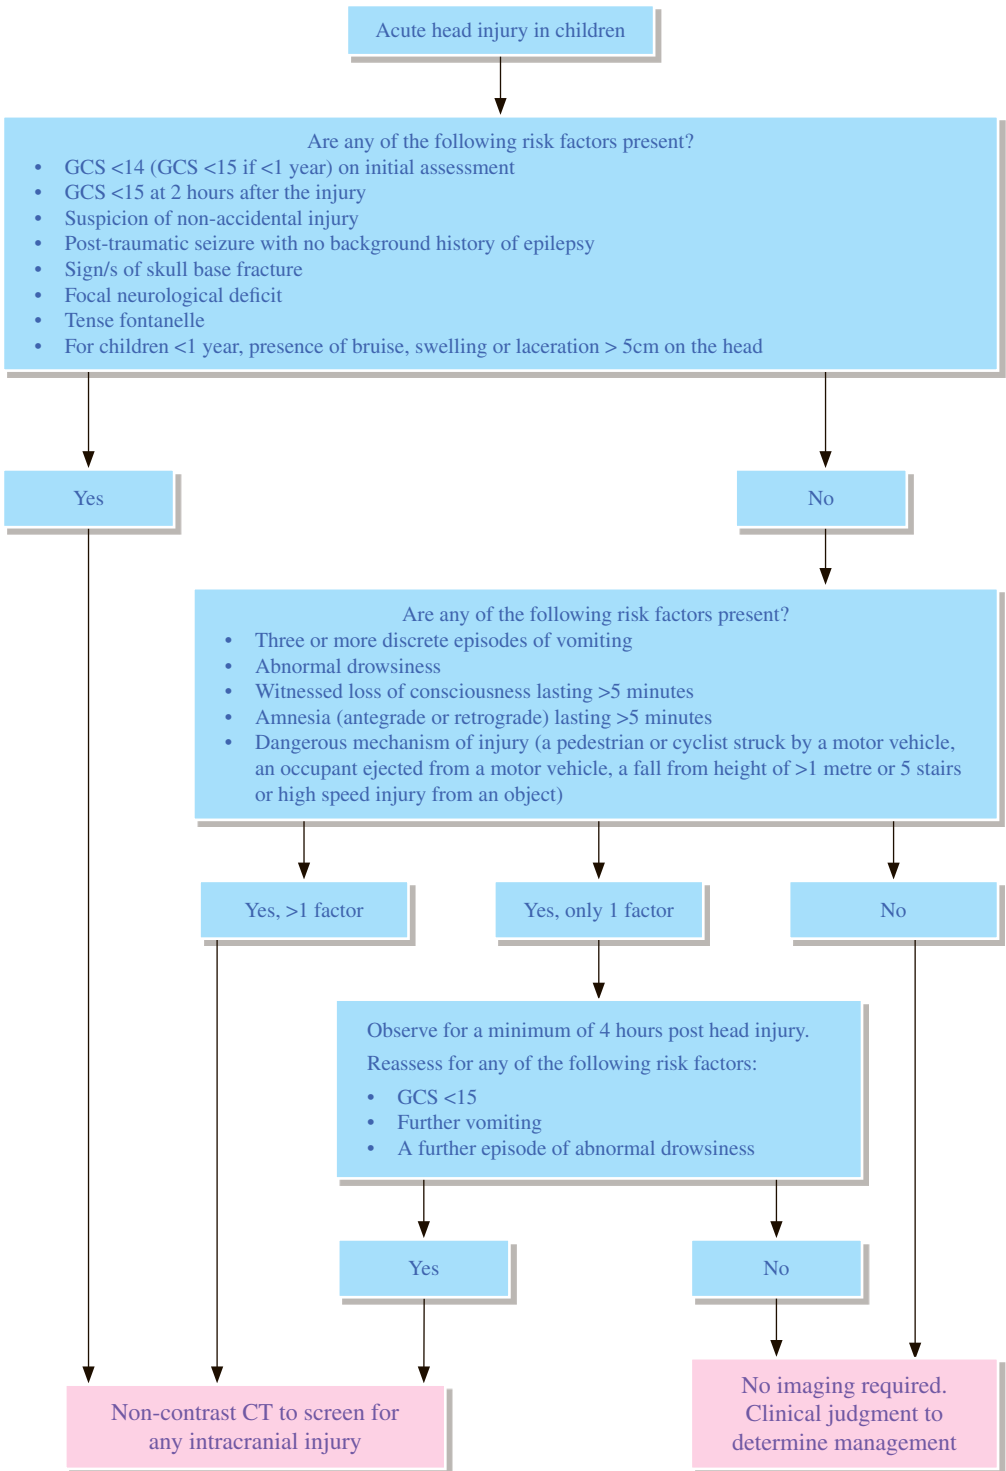 Acute head injury in children
Are any of the following risk factors present?
• GCS <14 (GCS <15 if <1 year) on initial assessment
• GCS <15 at 2 hours after the injury
• Suspicion of non-accidental injury
• Post-traumatic seizure with no background history of epilepsy
• Sign/s of skull base fracture
• Focal neurological deficit
• Tense fontanelle
• For children <1 year, presence of bruise, swelling or laceration > 5cm on the head
Yes
No
Are any of the following risk factors present?
• Three or more discrete episodes of vomiting
• Abnormal drowsiness
• Witnessed loss of consciousness lasting >5 minutes
• Amnesia (antegrade or retrograde) lasting >5 minutes
• Dangerous mechanism of injury (a pedestrian or cyclist struck by a motor vehicle,
an occupant ejected from a motor vehicle, a fall from height of >1 metre or 5 stairs
or high speed injury from an object)
Yes, >1 factor
Yes, only 1 factor
No
Observe for a minimum of 4 hours post head injury.
Reassess for any of the following risk factors:
• GCS <15
• Further vomiting
• A further episode of abnormal drowsiness
Yes
No
Non-contrast CT to screen for
any intracranial injury
No imaging required.
Clinical judgment to
determine management